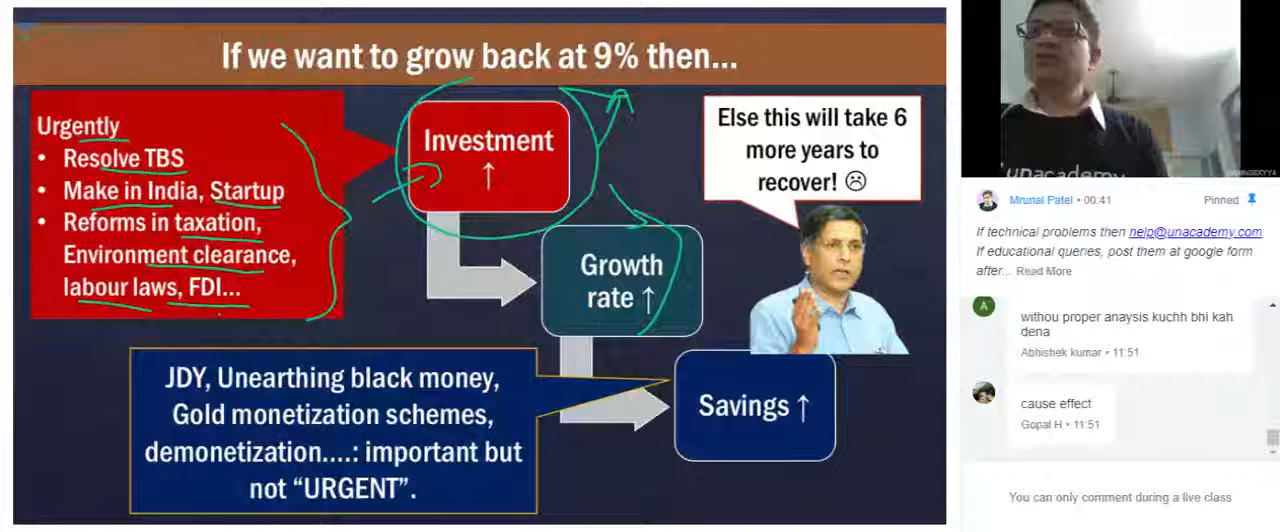 If we want to grow back at 9% then...
Urgently
• Resolve TBS
• Make in India, Startup
• Reforms in taxation,
Environment clearance,
labour laws, FDI...
Investment
↑
Growth
rate ↑
Savings ↑
Else this will take 6
more years to
recover! ☹
JDY, Unearthing black money,
Gold monetization schemes,
demonetization....: important but
not “URGENT”.
unacademy
Mrunal Patel • 00:41
Pinned
If technical problems then help@unacademy.com
If educational queries, post them at google form
after... Read More
A
withou proper anaysis kuchh bhi kah
dena
Abhishek kumar • 11:51
cause effect
Gopal H • 11:51
You can only comment during a live class